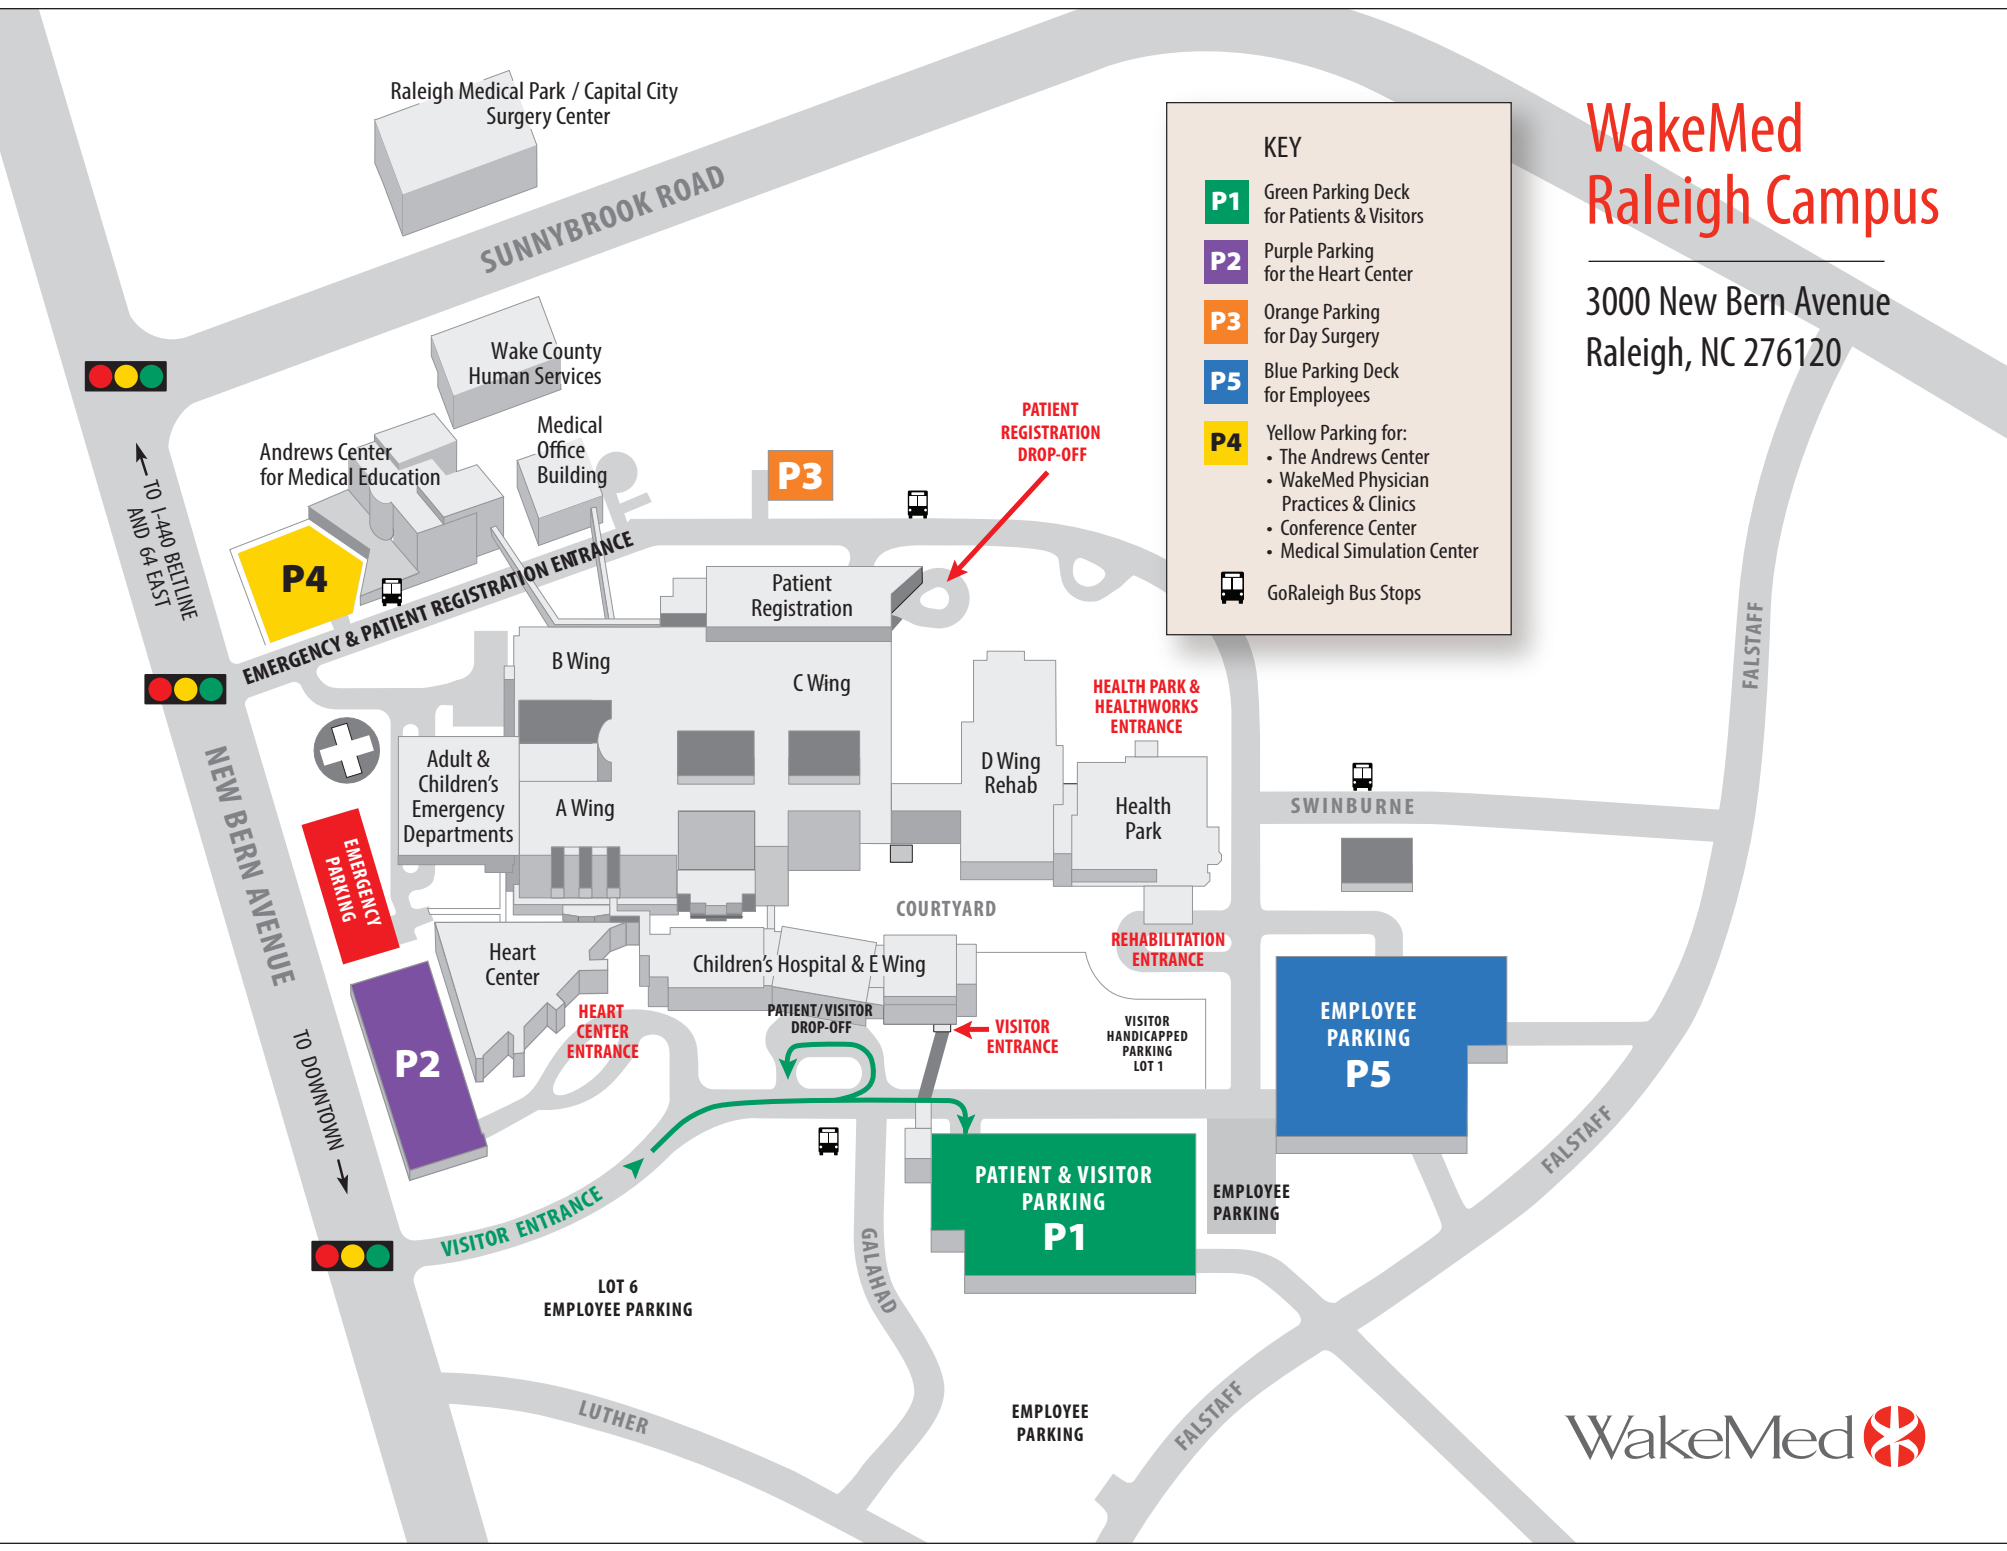 Raleigh Medical Park / Capital City
Surgery Center
SUNNYBROOK ROAD
WakeMed
Raleigh Campus
3000 New Bern Avenue
Raleigh, NC 276120
KEY
P1
Green Parking Deck
for Patients & Visitors
P2
Purple Parking
for the Heart Center
P3
Orange Parking
for Day Surgery
P5
Blue Parking Deck
for Employees
P4
Yellow Parking for:
• The Andrews Center
• WakeMed Physician
Practices & Clinics
• Conference Center
• Medical Simulation Center
GoRaleigh Bus Stops
Wake County
Human Services
Medical
Office
Building
Andrews Center
for Medical Education
TO I-440 BELTLINE
AND 64 EAST
P4
EMERGENCY & PATIENT REGISTRATION ENTRANCE
P3
PATIENT
REGISTRATION
DROP-OFF
Patient
Registration
B Wing
C Wing
HEALTH PARK &
HEALTHWORKS
ENTRANCE
FALSTAFF
Adult &
Children's
Emergency
Departments
A Wing
D Wing
Rehab
Health
Park
SWINBURNE
NEW BERN AVENUE
EMERGENCY
PARKING
COURTYARD
REHABILITATION
ENTRANCE
Heart
Center
Children's Hospital & E Wing
HEART
CENTER
ENTRANCE
PATIENT/VISITOR
DROP-OFF
VISITOR
ENTRANCE
VISITOR
HANDICAPPED
PARKING
LOT 1
EMPLOYEE
PARKING
P5
P2
TO DOWNTOWN
VISITOR ENTRANCE
PATIENT & VISITOR
PARKING
P1
EMPLOYEE
PARKING
FALSTAFF
GALAHAD
LOT 6
EMPLOYEE PARKING
LUTHER
EMPLOYEE
PARKING
FALSTAFF
WakeMed